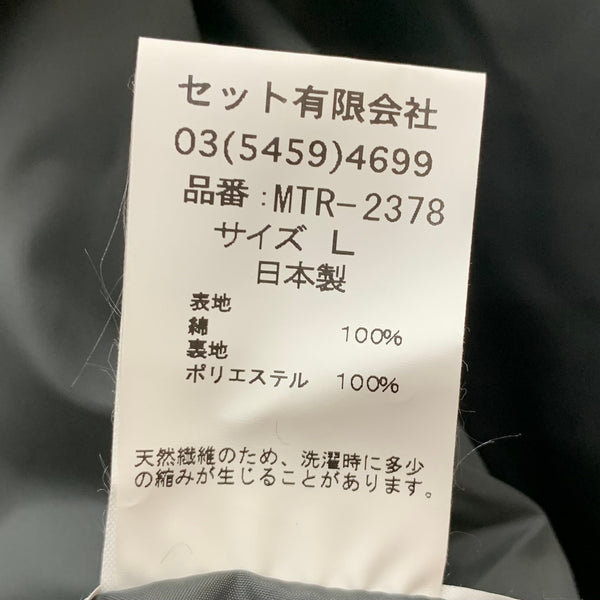 セット有限会社
03(5459)4699
品番:MTR-2378
サイズ L
日本製
表地
綿 100%
裏地
ポリエステル 100%
天然繊維のため、洗濯時に多少
の縮みが生じることがあります。